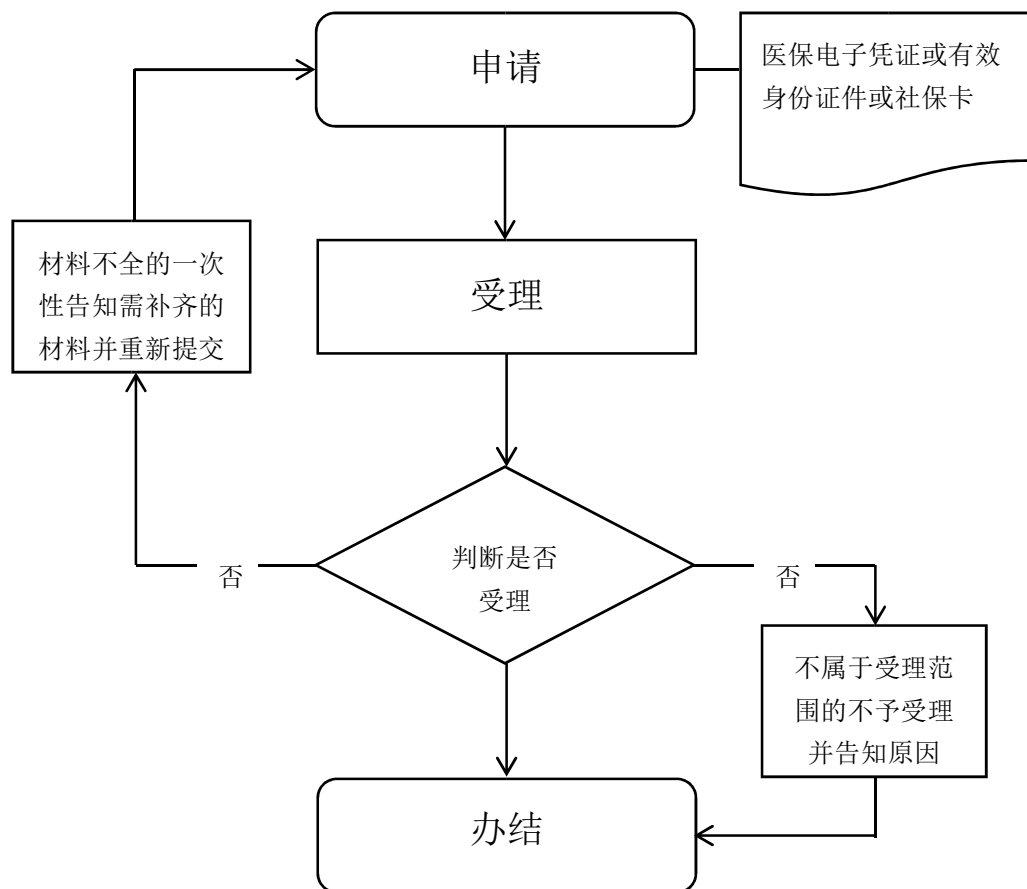 申请
医保电子凭证或有效
身份证件或社保卡
材料不全的一次
性告知需补齐的
材料并重新提交
受理
判断是否
受理
否
否
不属于受理范
围的不予受理
并告知原因
办结